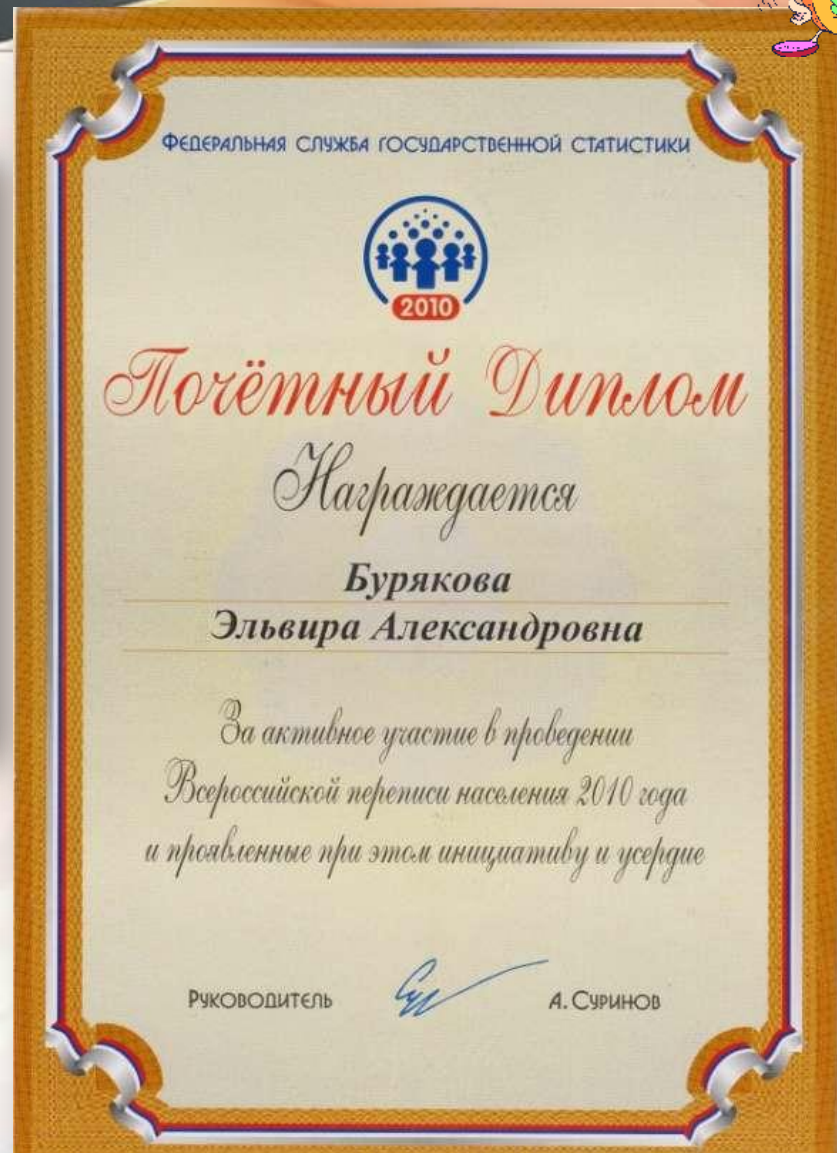 ФЕДЕРАЛЬНАЯ СЛУЖБА ГОСУДАРСТВЕННОЙ СТАТИСТИКИ
2010
Почётный Диплом
Награждается
Бурякова
Эльвира Александровна
За активное участие в проведении
Всероссийской переписи населения 2010 года
и проявленные при этом инициативу и усердие
РУКОВОДИТЕЛЬ А. СУРИНОВ